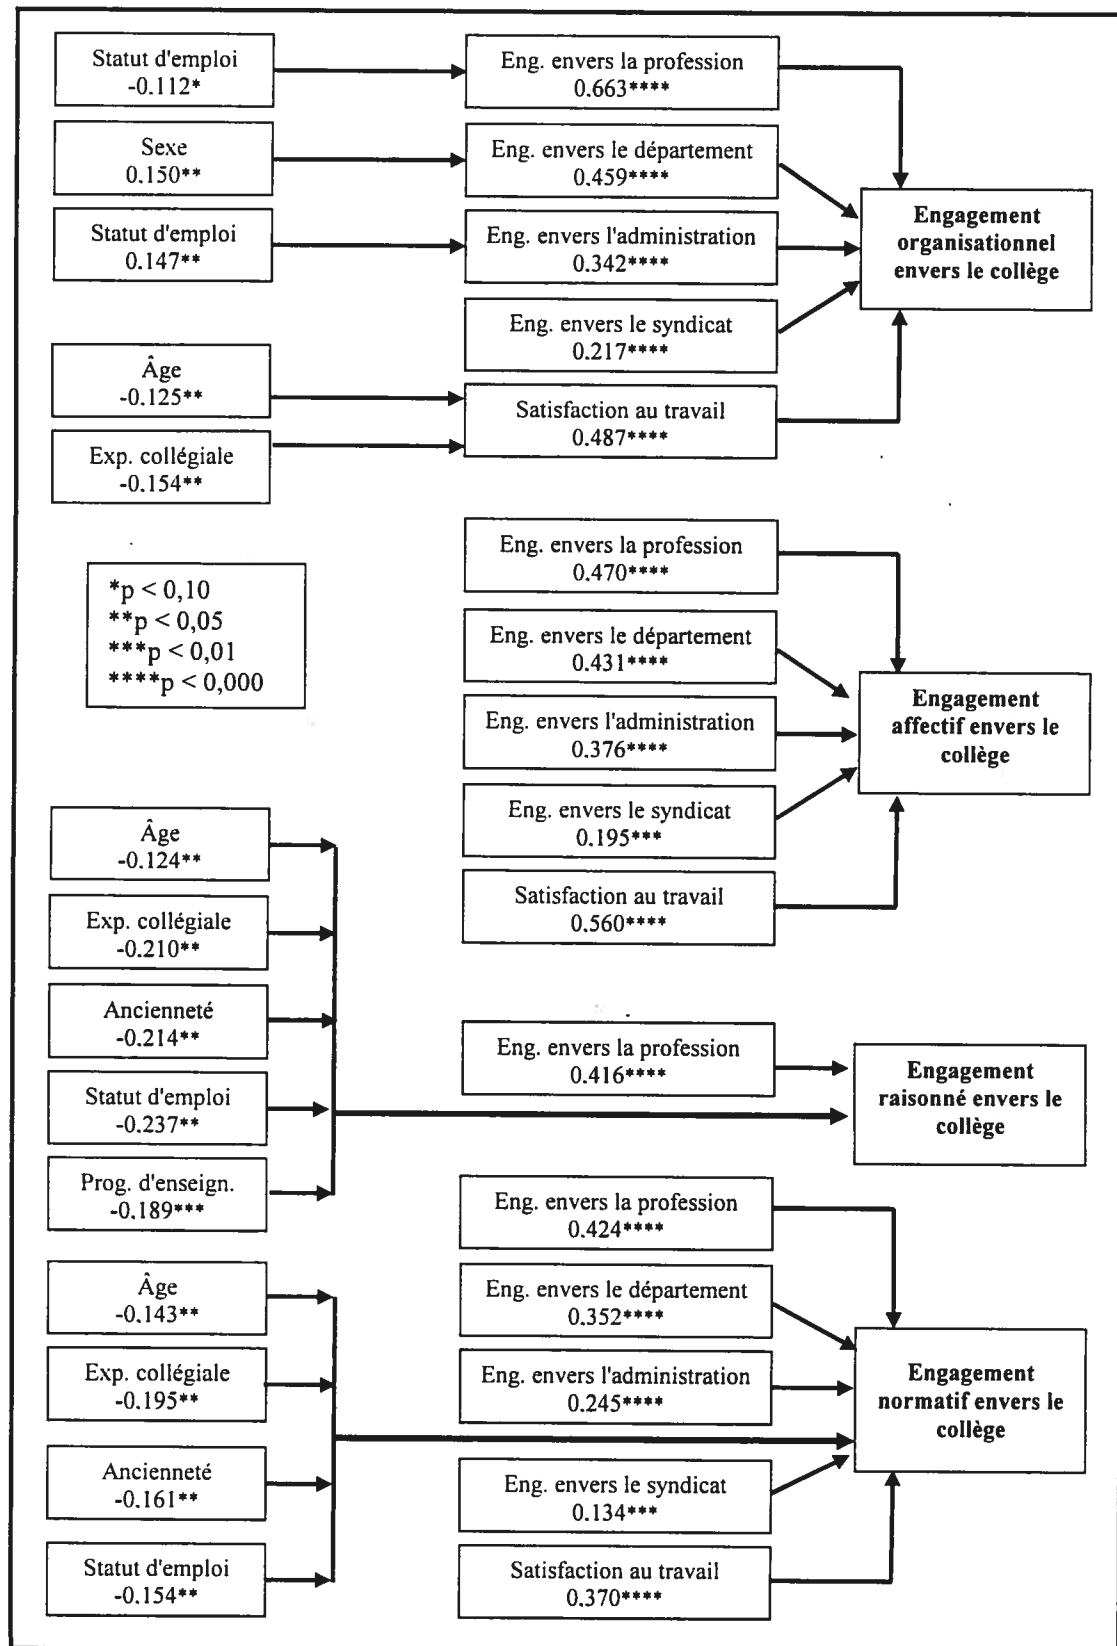 Statut d'emploi
-0.112*
Eng. envers la profession
0.663****
Sexe
0.150**
Eng. envers le département
0.459****
Statut d'emploi
0.147**
Eng. envers l'administration
0.342****
Engagement
organisationnel
envers le collège
Eng. envers le syndicat
0.217****
Âge
-0.125**
Satisfaction au travail
0.487****
Exp. collégiale
-0.154**
*p < 0,10
**p < 0,05
***p < 0,01
****p < 0,000
Eng. envers la profession
0.470****
Eng. envers le département
0.431****
Eng. envers l'administration
0.376****
Engagement
affectif envers le
collège
Eng. envers le syndicat
0.195***
Satisfaction au travail
0.560****
Âge
-0.124**
Exp. collégiale
-0.210**
Ancienneté
-0.214**
Statut d'emploi
-0.237**
Prog. d'enseign.
-0.189***
Eng. envers la profession
0.416****
Engagement
raisonné envers le
collège
Âge
-0.143**
Exp. collégiale
-0.195**
Ancienneté
-0.161**
Statut d'emploi
-0.154**
Eng. envers la profession
0.424****
Eng. envers le département
0.352****
Eng. envers l'administration
0.245****
Eng. envers le syndicat
0.134***
Satisfaction au travail
0.370****
Engagement
normatif envers le
collège